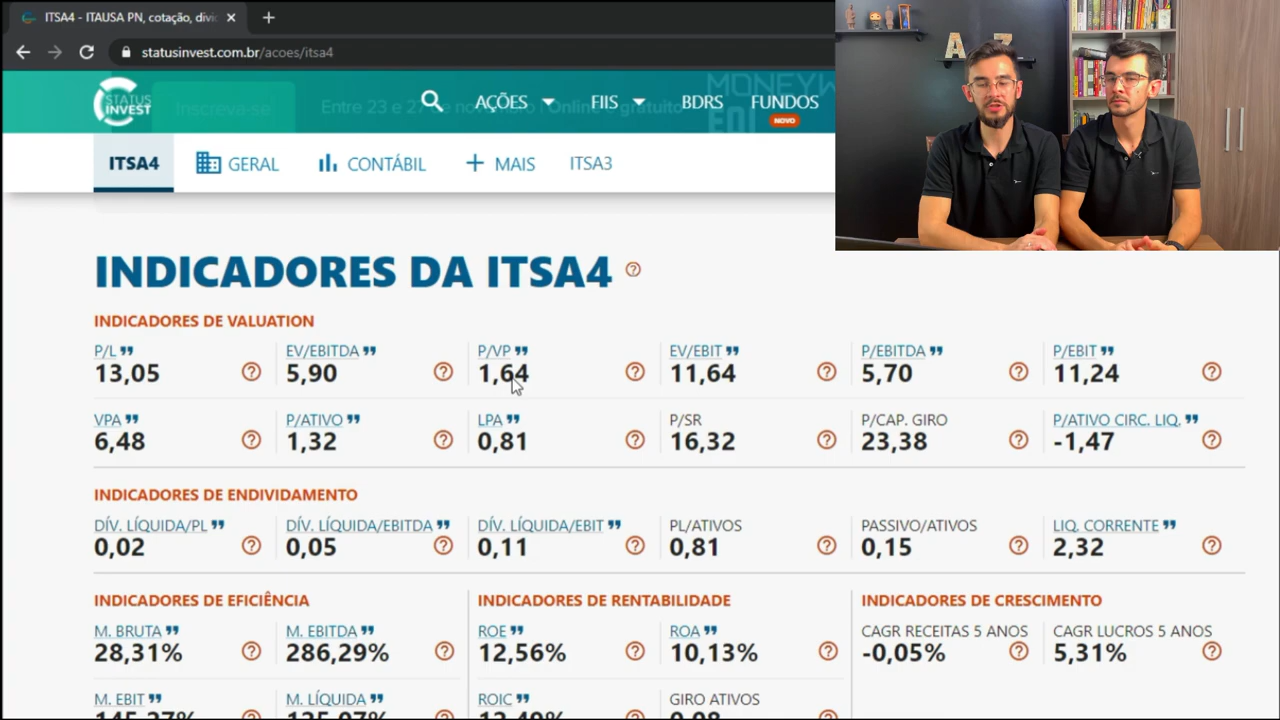 ITSA4 - ITAUSA PN, cotação, divid
statusinvest.com.br/acoes/itsa4
STATUS
INVEST
Inscreva-se
AÇÕES
FIIS
BDRS
FUNDOS
NOVO
ITSA4
GERAL
CONTÁBIL
+ MAIS
ITSA3
A Z
INDICADORES DA ITSA4
INDICADORES DE VALUATION
P/L
13,05
EV/EBITDA
5,90
P/VP
1,64
EV/EBIT
11,64
P/EBITDA
5,70
P/EBIT
11,24
VPA
6,48
P/ATIVO
1,32
LPA
0,81
P/SR
16,32
P/CAP. GIRO
23,38
P/ATIVO CIRC. LIQ.
-1,47
INDICADORES DE ENDIVIDAMENTO
DÍV. LÍQUIDA/PL
0,02
DÍV. LÍQUIDA/EBITDA
0,05
DÍV. LÍQUIDA/EBIT
0,11
PL/ATIVOS
0,81
PASSIVO/ATIVOS
0,15
LIQ. CORRENTE
2,32
INDICADORES DE EFICIÊNCIA
M. BRUTA
28,31%
M. EBITDA
286,29%
M. EBIT
M. LÍQUIDA
INDICADORES DE RENTABILIDADE
ROE
12,56%
ROA
10,13%
ROIC
GIRO ATIVOS
INDICADORES DE CRESCIMENTO
CAGR RECEITAS 5 ANOS
-0,05%
CAGR LUCROS 5 ANOS
5,31%